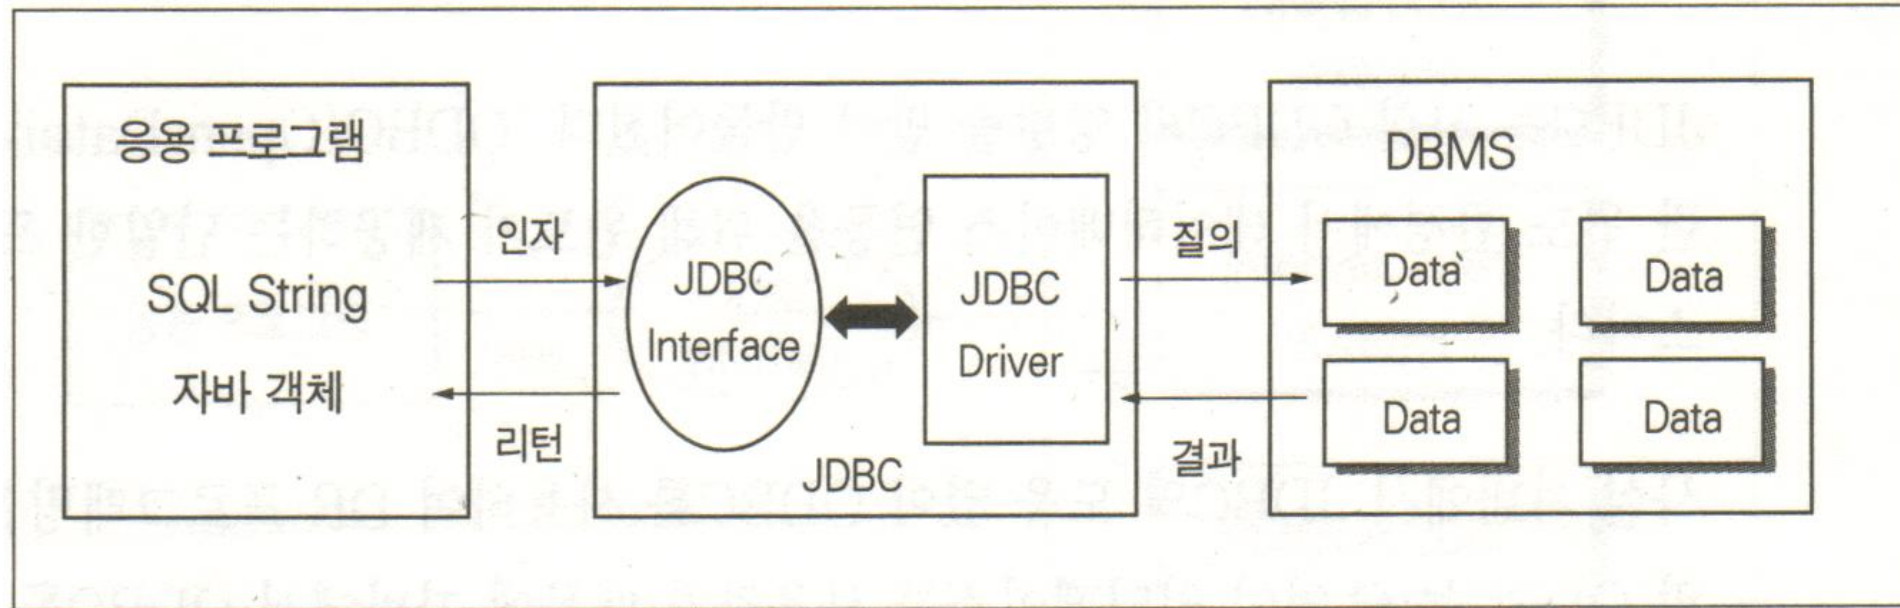 응용 프로그램
SQL String
자바 객체
인자
리턴
JDBC
Interface
JDBC
Driver
JDBC
질의
결과
DBMS
Data
Data
Data
Data